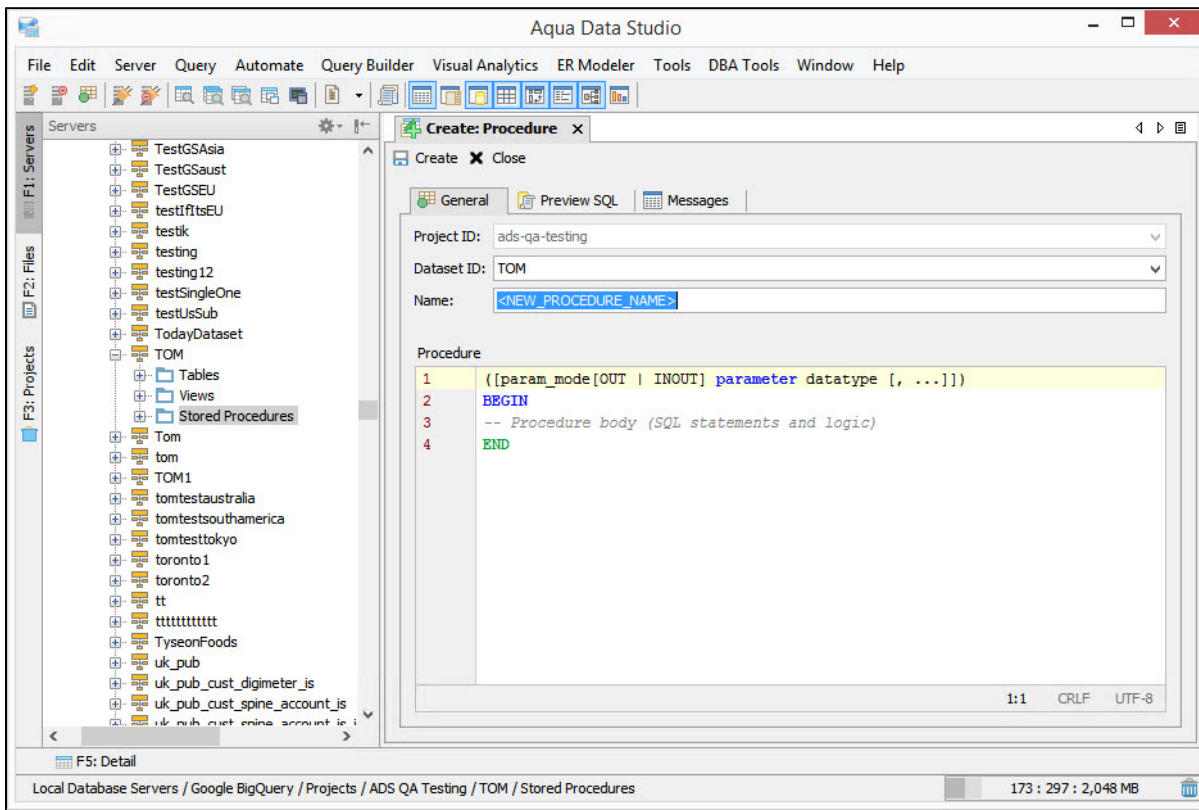 Aqua Data Studio
File Edit Server Query Automate Query Builder Visual Analytics ER Modeler Tools DBA Tools Window Help
F1: Servers
F2: Files
F3: Projects
Servers
TestGSAsia
TestGSaust
TestGSEU
testIfItsEU
testik
testing
testing12
testSingleOne
testUsSub
TodayDataset
TOM
Tables
Views
Stored Procedures
Tom
tom
TOM1
tomtestaustralia
tomtestsouthamerica
tomtesttokyo
toronto1
toronto2
tt
tttttttttttt
TyseonFoods
uk_pub
uk_pub_cust_digimeter_is
uk_pub_cust_spine_account_is
uk_pub_cust_spine_account_is_i
Create: Procedure
Create Close
General Preview SQL Messages
Project ID: ads-qa-testing
Dataset ID: TOM
Name: <NEW_PROCEDURE_NAME>
Procedure
1 ([param_mode[OUT | INOUT] parameter datatype [, ...]])
2 BEGIN
3 -- Procedure body (SQL statements and logic)
4 END
1:1 CRLF UTF-8
F5: Detail
Local Database Servers / Google BigQuery / Projects / ADS QA Testing / TOM / Stored Procedures 173 : 297 : 2,048 MB